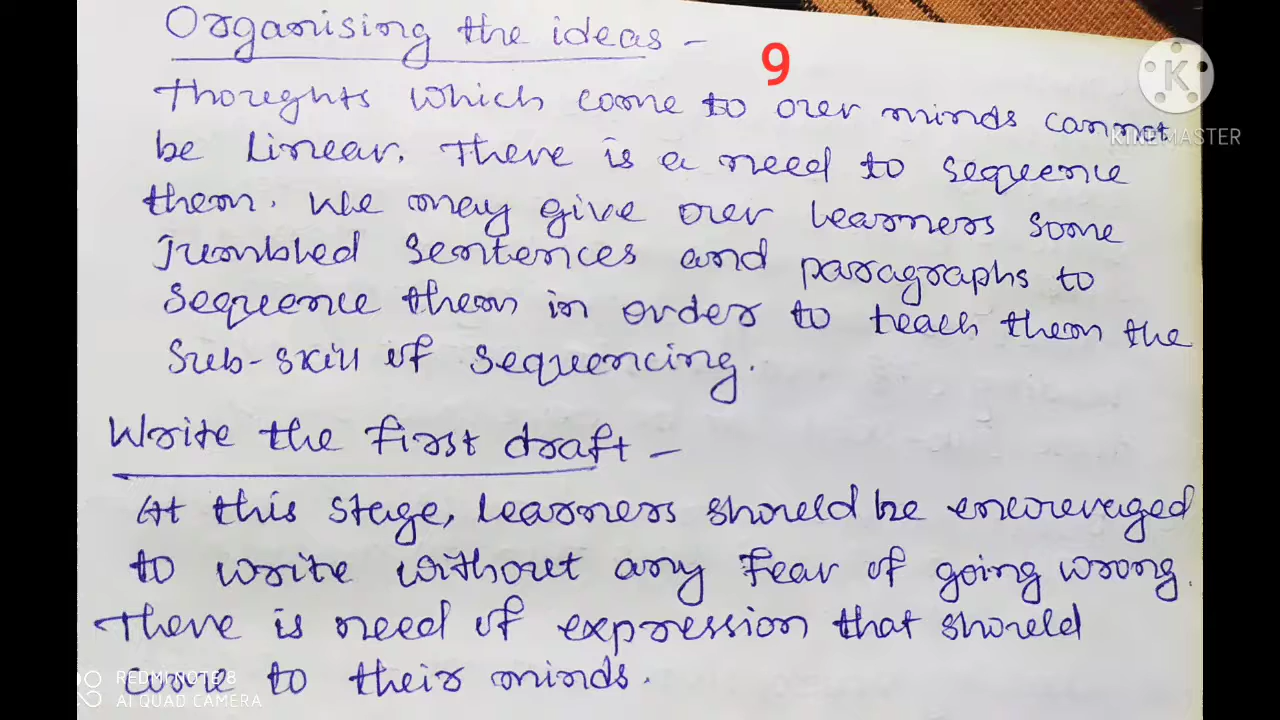 Organising the ideas -
9
Thoughts which come to our minds cannot
be linear. There is a need to sequence
them. We may give our learners some
jumbled sentences and paragraphs to
sequence them in order to teach them the
sub-skill of sequencing.
Write the first draft -
At this stage, learners should be encouraged
to write without any fear of going wrong.
There is need of expression that should
come to their minds.
K
KINEMASTER
REDMI NOTE 8
AI QUAD CAMERA